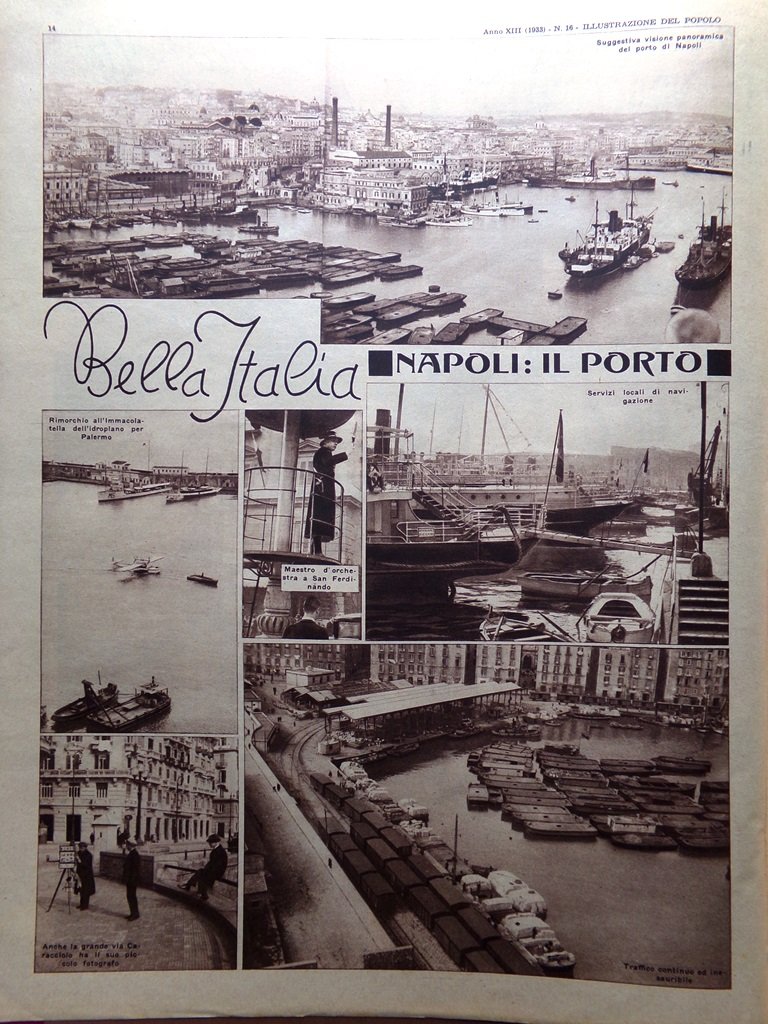 14
Anno XIII (1933) - N. 16 - ILLUSTRAZIONE DEL POPOLO
Suggestiva visione panoramica
del porto di Napoli
Bella Italia
NAPOLI: IL PORTO
Rimorchio all'Immacola-
tella dell'idroplano per
Palermo
Servizi locali di navi-
gazione
Maestro d'orche-
stra a San Ferdi-
nando
Anche la grande via Ca-
racciolo ha il suo pic-
colo fotografo
Traffico continuo ed ine-
sauribile